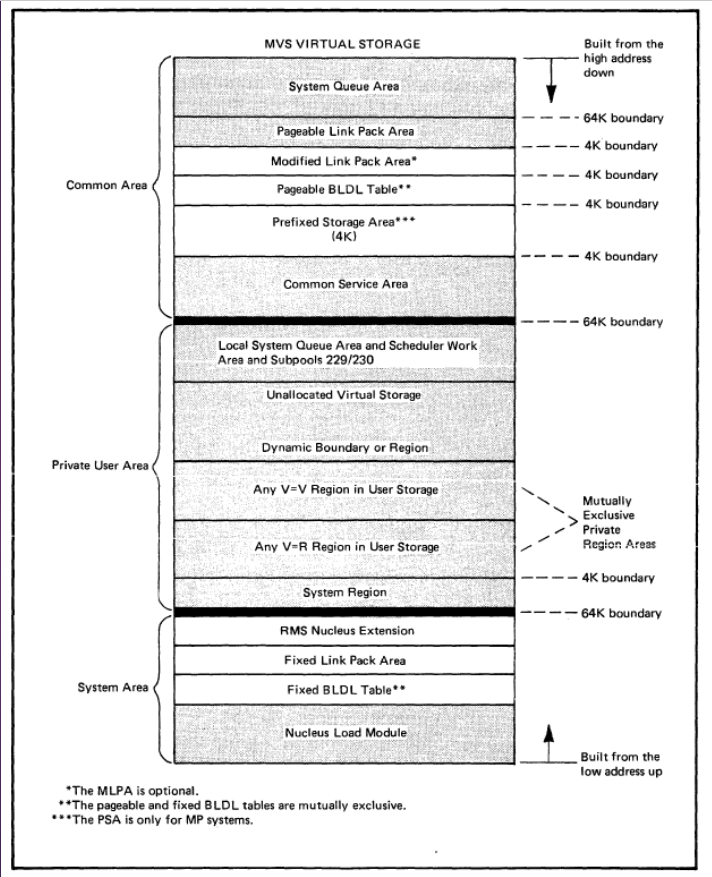 MVS VIRTUAL STORAGE
Built from the
high address
down
System Queue Area
64K boundary
Pageable Link Pack Area
4K boundary
Modified Link Pack Area*
4K boundary
Common Area
Pageable BLDL Table**
4K boundary
Prefixed Storage Area***
(4K)
4K boundary
Common Service Area
64K boundary
Local System Queue Area and Scheduler Work
Area and Subpools 229/230
Unallocated Virtual Storage
Dynamic Boundary or Region
Private User Area
Any V=V Region in User Storage
Mutually
Exclusive
Private
Region Areas
Any V=R Region in User Storage
4K boundary
System Region
64K boundary
RMS Nucleus Extension
Fixed Link Pack Area
System Area
Fixed BLDL Table**
Nucleus Load Module
Built from the
low address up
*The MLPA is optional.
**The pageable and fixed BLDL tables are mutually exclusive.
***The PSA is only for MP systems.